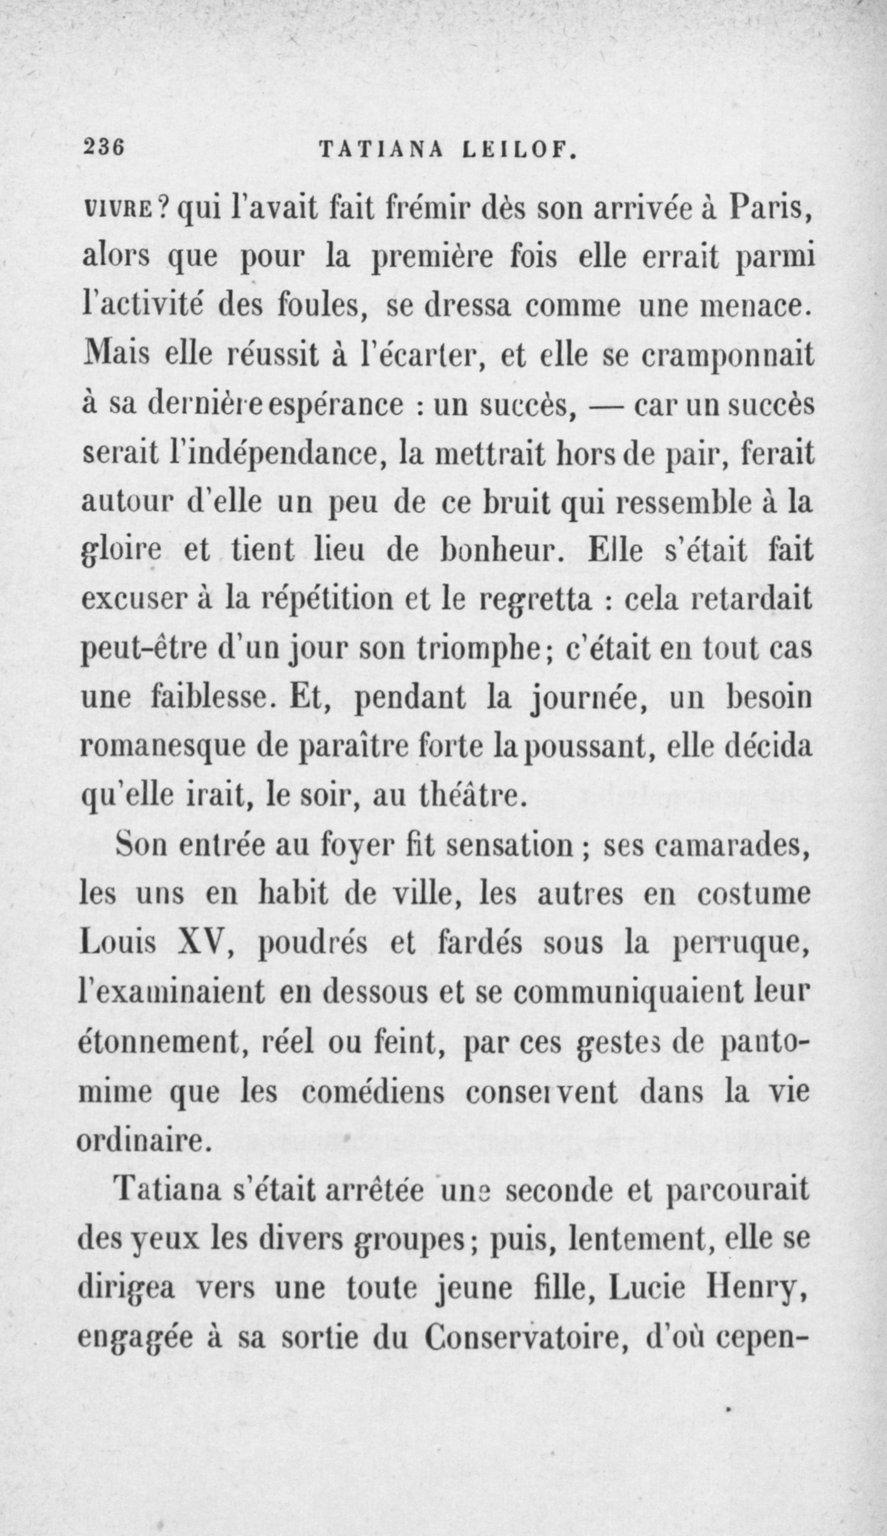 236 TATIANA LEILOF.
VIVRE? qui l'avait fait frémir dès son arrivée à Paris,
alors que pour la première fois elle errait parmi
l'activité des foules, se dressa comme une menace.
Mais elle réussit à l'écarter, et elle se cramponnait
à sa dernière espérance : un succès, — car un succès
serait l'indépendance, la mettrait hors de pair, ferait
autour d'elle un peu de ce bruit qui ressemble à la
gloire et tient lieu de bonheur. Elle s'était fait
excuser à la répétition et le regretta : cela retardait
peut-être d'un jour son triomphe; c'était en tout cas
une faiblesse. Et, pendant la journée, un besoin
romanesque de paraître forte la poussant, elle décida
qu'elle irait, le soir, au théâtre.
Son entrée au foyer fit sensation ; ses camarades,
les uns en habit de ville, les autres en costume
Louis XV, poudrés et fardés sous la perruque,
l'examinaient en dessous et se communiquaient leur
étonnement, réel ou feint, par ces gestes de panto-
mime que les comédiens conservent dans la vie
ordinaire.
Tatiana s'était arrêtée une seconde et parcourait
des yeux les divers groupes; puis, lentement, elle se
dirigea vers une toute jeune fille, Lucie Henry,
engagée à sa sortie du Conservatoire, d'où cepen-